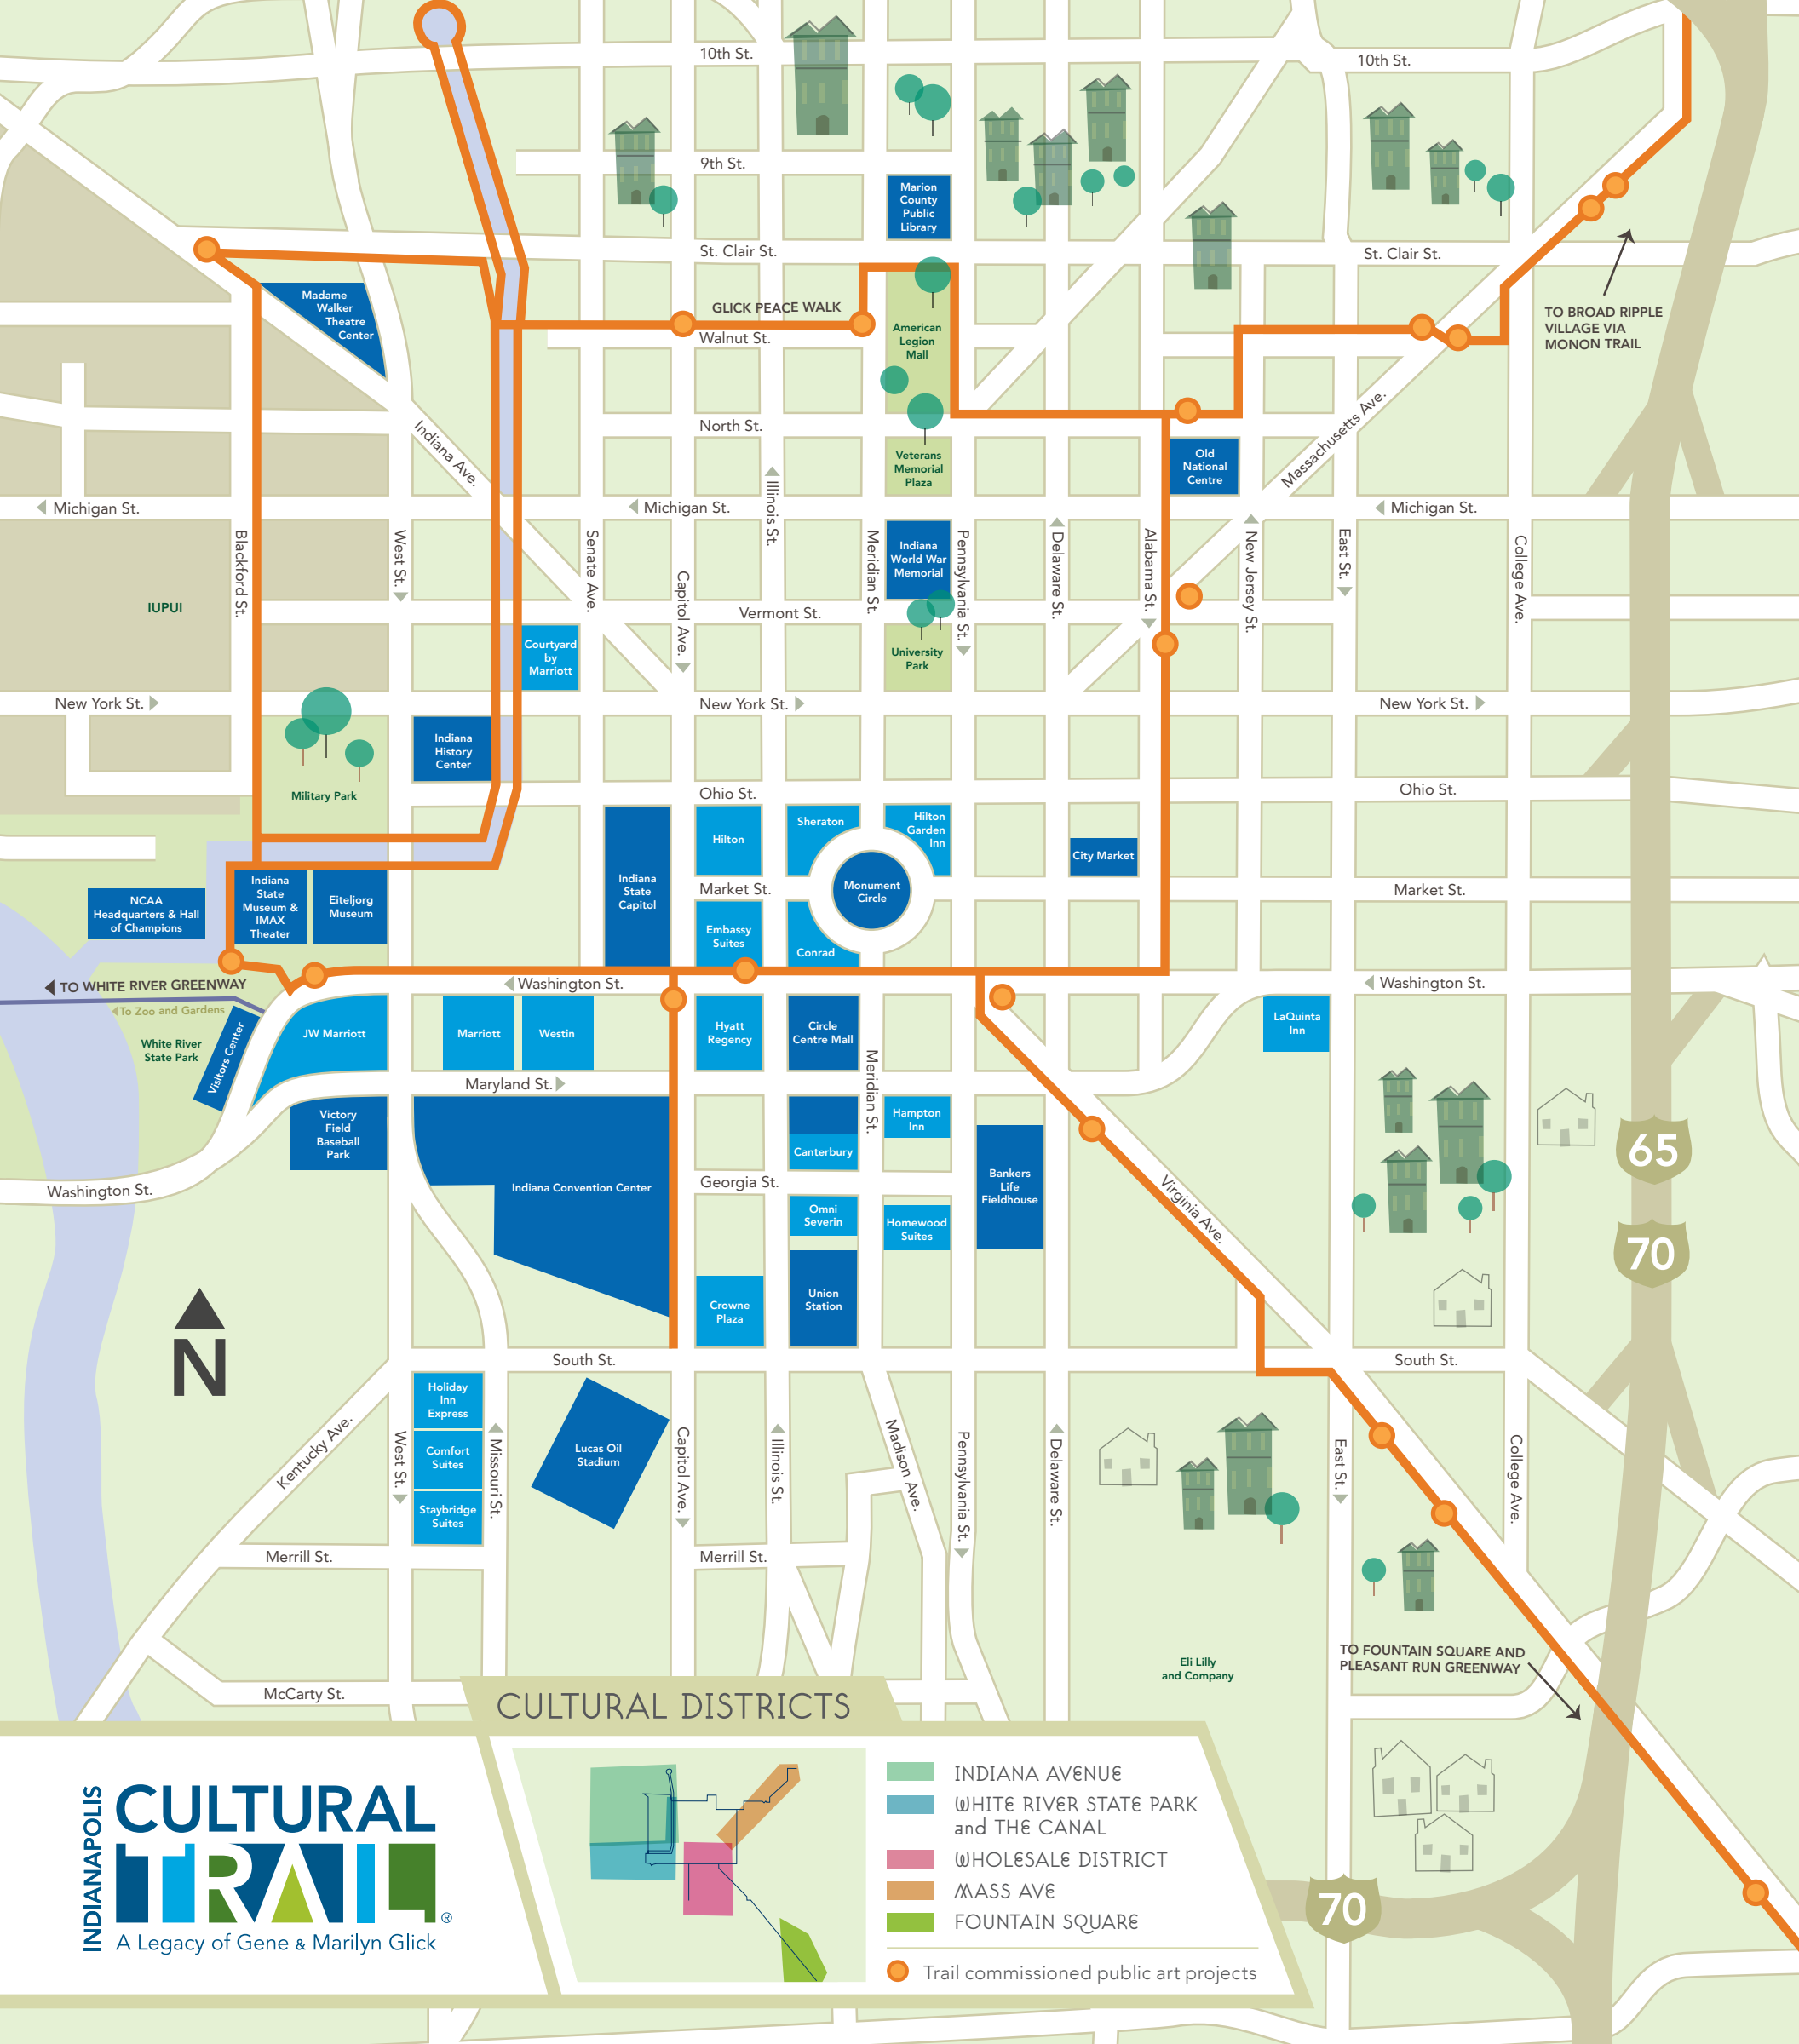 10th St.
10th St.
9th St.
Marion
County
Public
Library
St. Clair St.
St. Clair St.
Madame
Walker
Theatre
Center
GLICK PEACE WALK
Walnut St.
American
Legion
Mall
TO BROAD RIPPLE
VILLAGE VIA
MONON TRAIL
Indiana Ave.
North St.
Veterans
Memorial
Plaza
Old
National
Centre
Massachusetts Ave.
Michigan St.
Michigan St.
Michigan St.
Blackford St.
West St.
Senate Ave.
Capitol Ave.
Illinois St.
Meridian St.
Indiana
World War
Memorial
Pennsylvania St.
Delaware St.
Alabama St.
New Jersey St.
East St.
College Ave.
IUPUI
Vermont St.
Courtyard
by
Marriott
University
Park
New York St.
New York St.
New York St.
Indiana
History
Center
Military Park
Ohio St.
Ohio St.
Indiana
State
Capitol
Hilton
Sheraton
Hilton
Garden
Inn
City Market
Monument
Circle
Market St.
Market St.
NCAA
Headquarters & Hall
of Champions
Indiana
State
Museum &
IMAX
Theater
Eiteljorg
Museum
Embassy
Suites
Conrad
TO WHITE RIVER GREENWAY
Washington St.
Washington St.
To Zoo and Gardens
White River
State Park
Visitors Center
JW Marriott
Marriott
Westin
Hyatt
Regency
Circle
Centre Mall
LaQuinta
Inn
Maryland St.
Meridian St.
Victory
Field
Baseball
Park
Hampton
Inn
Canterbury
Indiana Convention Center
Georgia St.
Bankers
Life
Fieldhouse
Washington St.
Omni
Severin
Homewood
Suites
Virginia Ave.
65
70
Crowne
Plaza
Union
Station
N
South St.
South St.
Holiday
Inn
Express
Comfort
Suites
Staybridge
Suites
Kentucky Ave.
West St.
Missouri St.
Lucas Oil
Stadium
Capitol Ave.
Illinois St.
Madison Ave.
Pennsylvania St.
Delaware St.
East St.
College Ave.
Merrill St.
Merrill St.
Eli Lilly
and Company
TO FOUNTAIN SQUARE AND
PLEASANT RUN GREENWAY
McCarty St.
CULTURAL DISTRICTS
INDIANAPOLIS
CULTURAL
TRAIL®
A Legacy of Gene & Marilyn Glick
INDIANA AVENUE
WHITE RIVER STATE PARK
and THE CANAL
WHOLESALE DISTRICT
MASS AVE
FOUNTAIN SQUARE
Trail commissioned public art projects
70